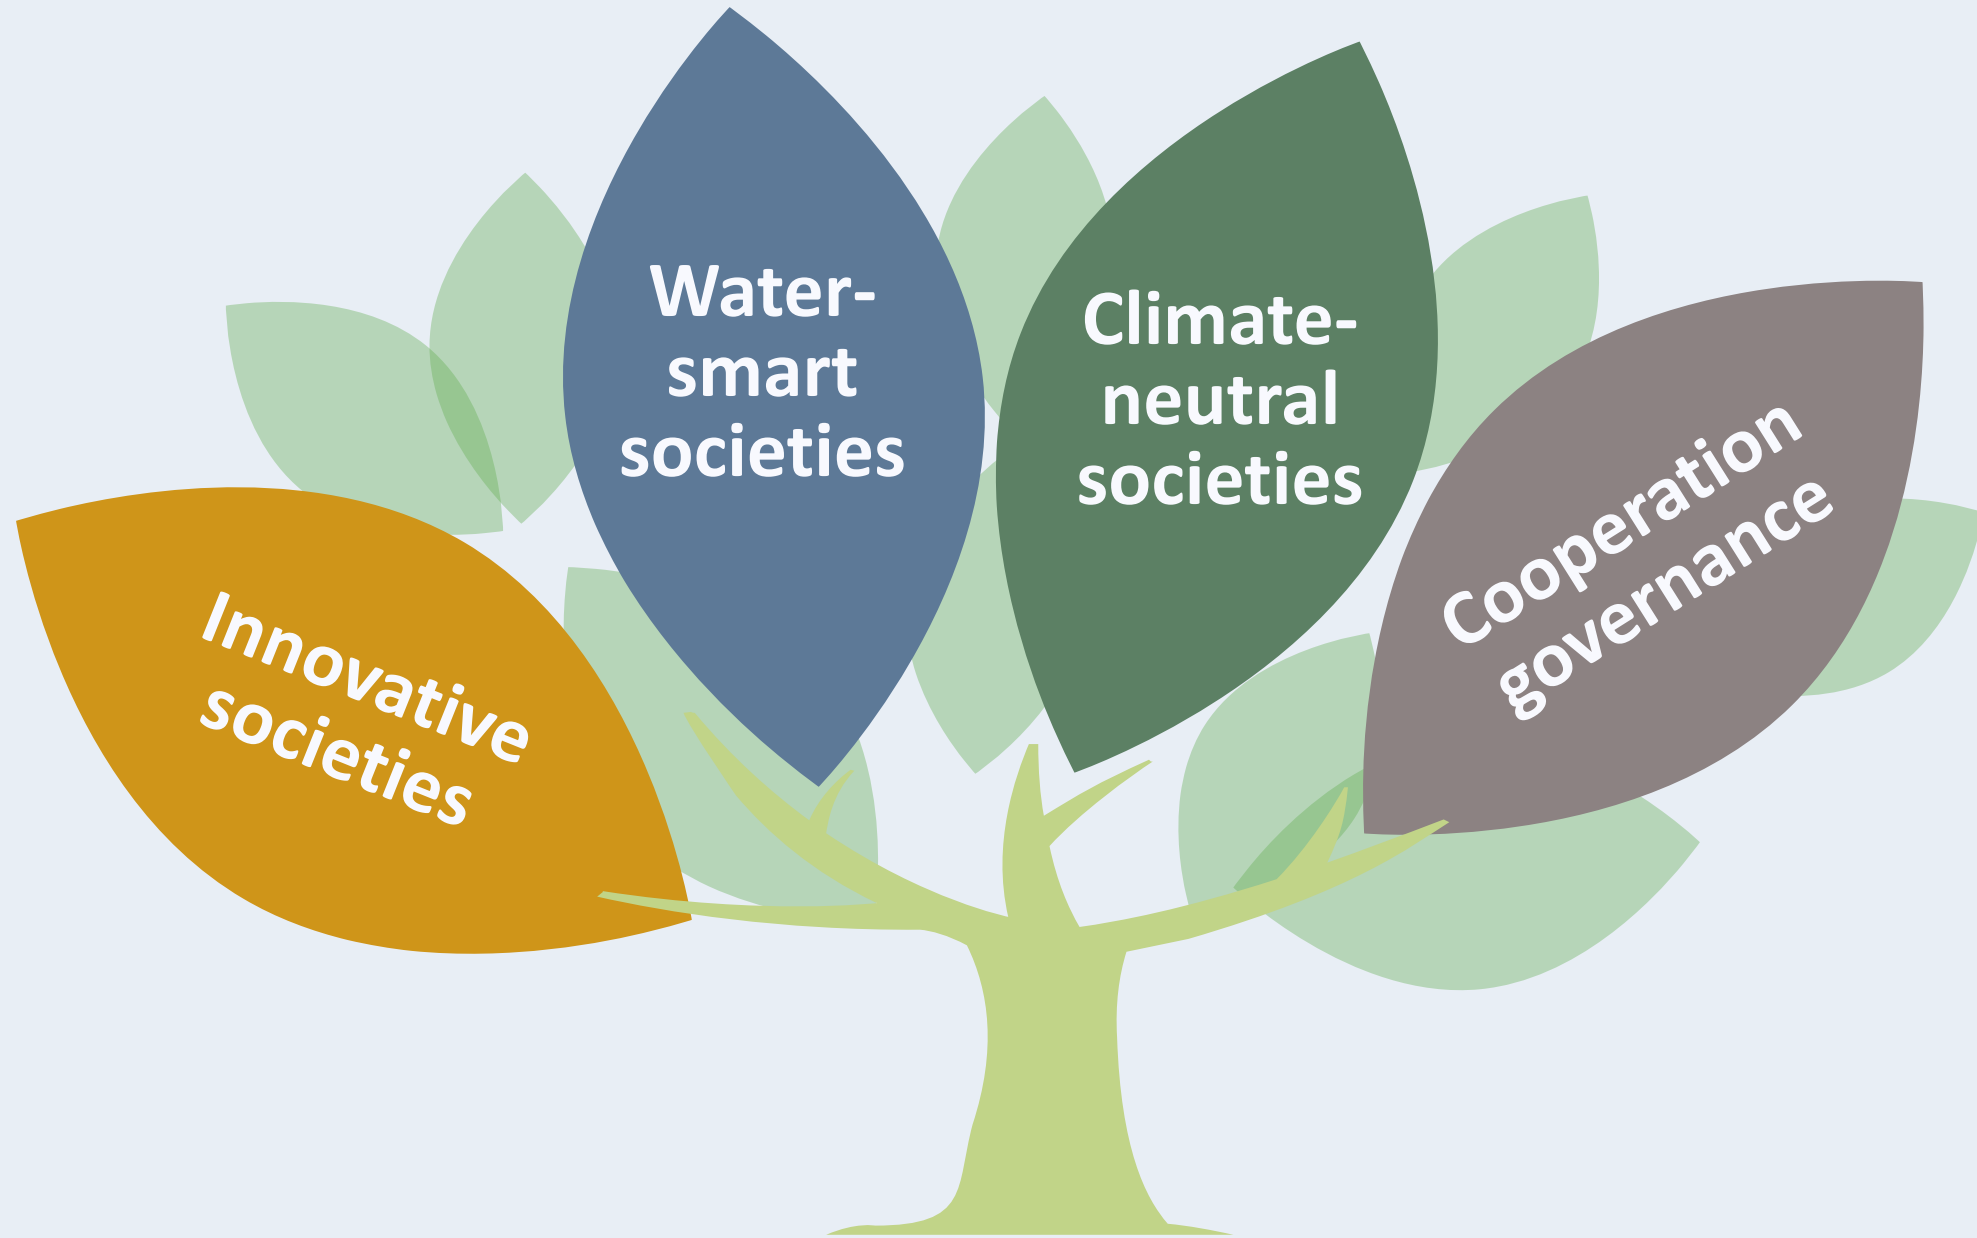 Innovative
societies
Water-
smart
societies
Climate-
neutral
societies
Cooperation
governance